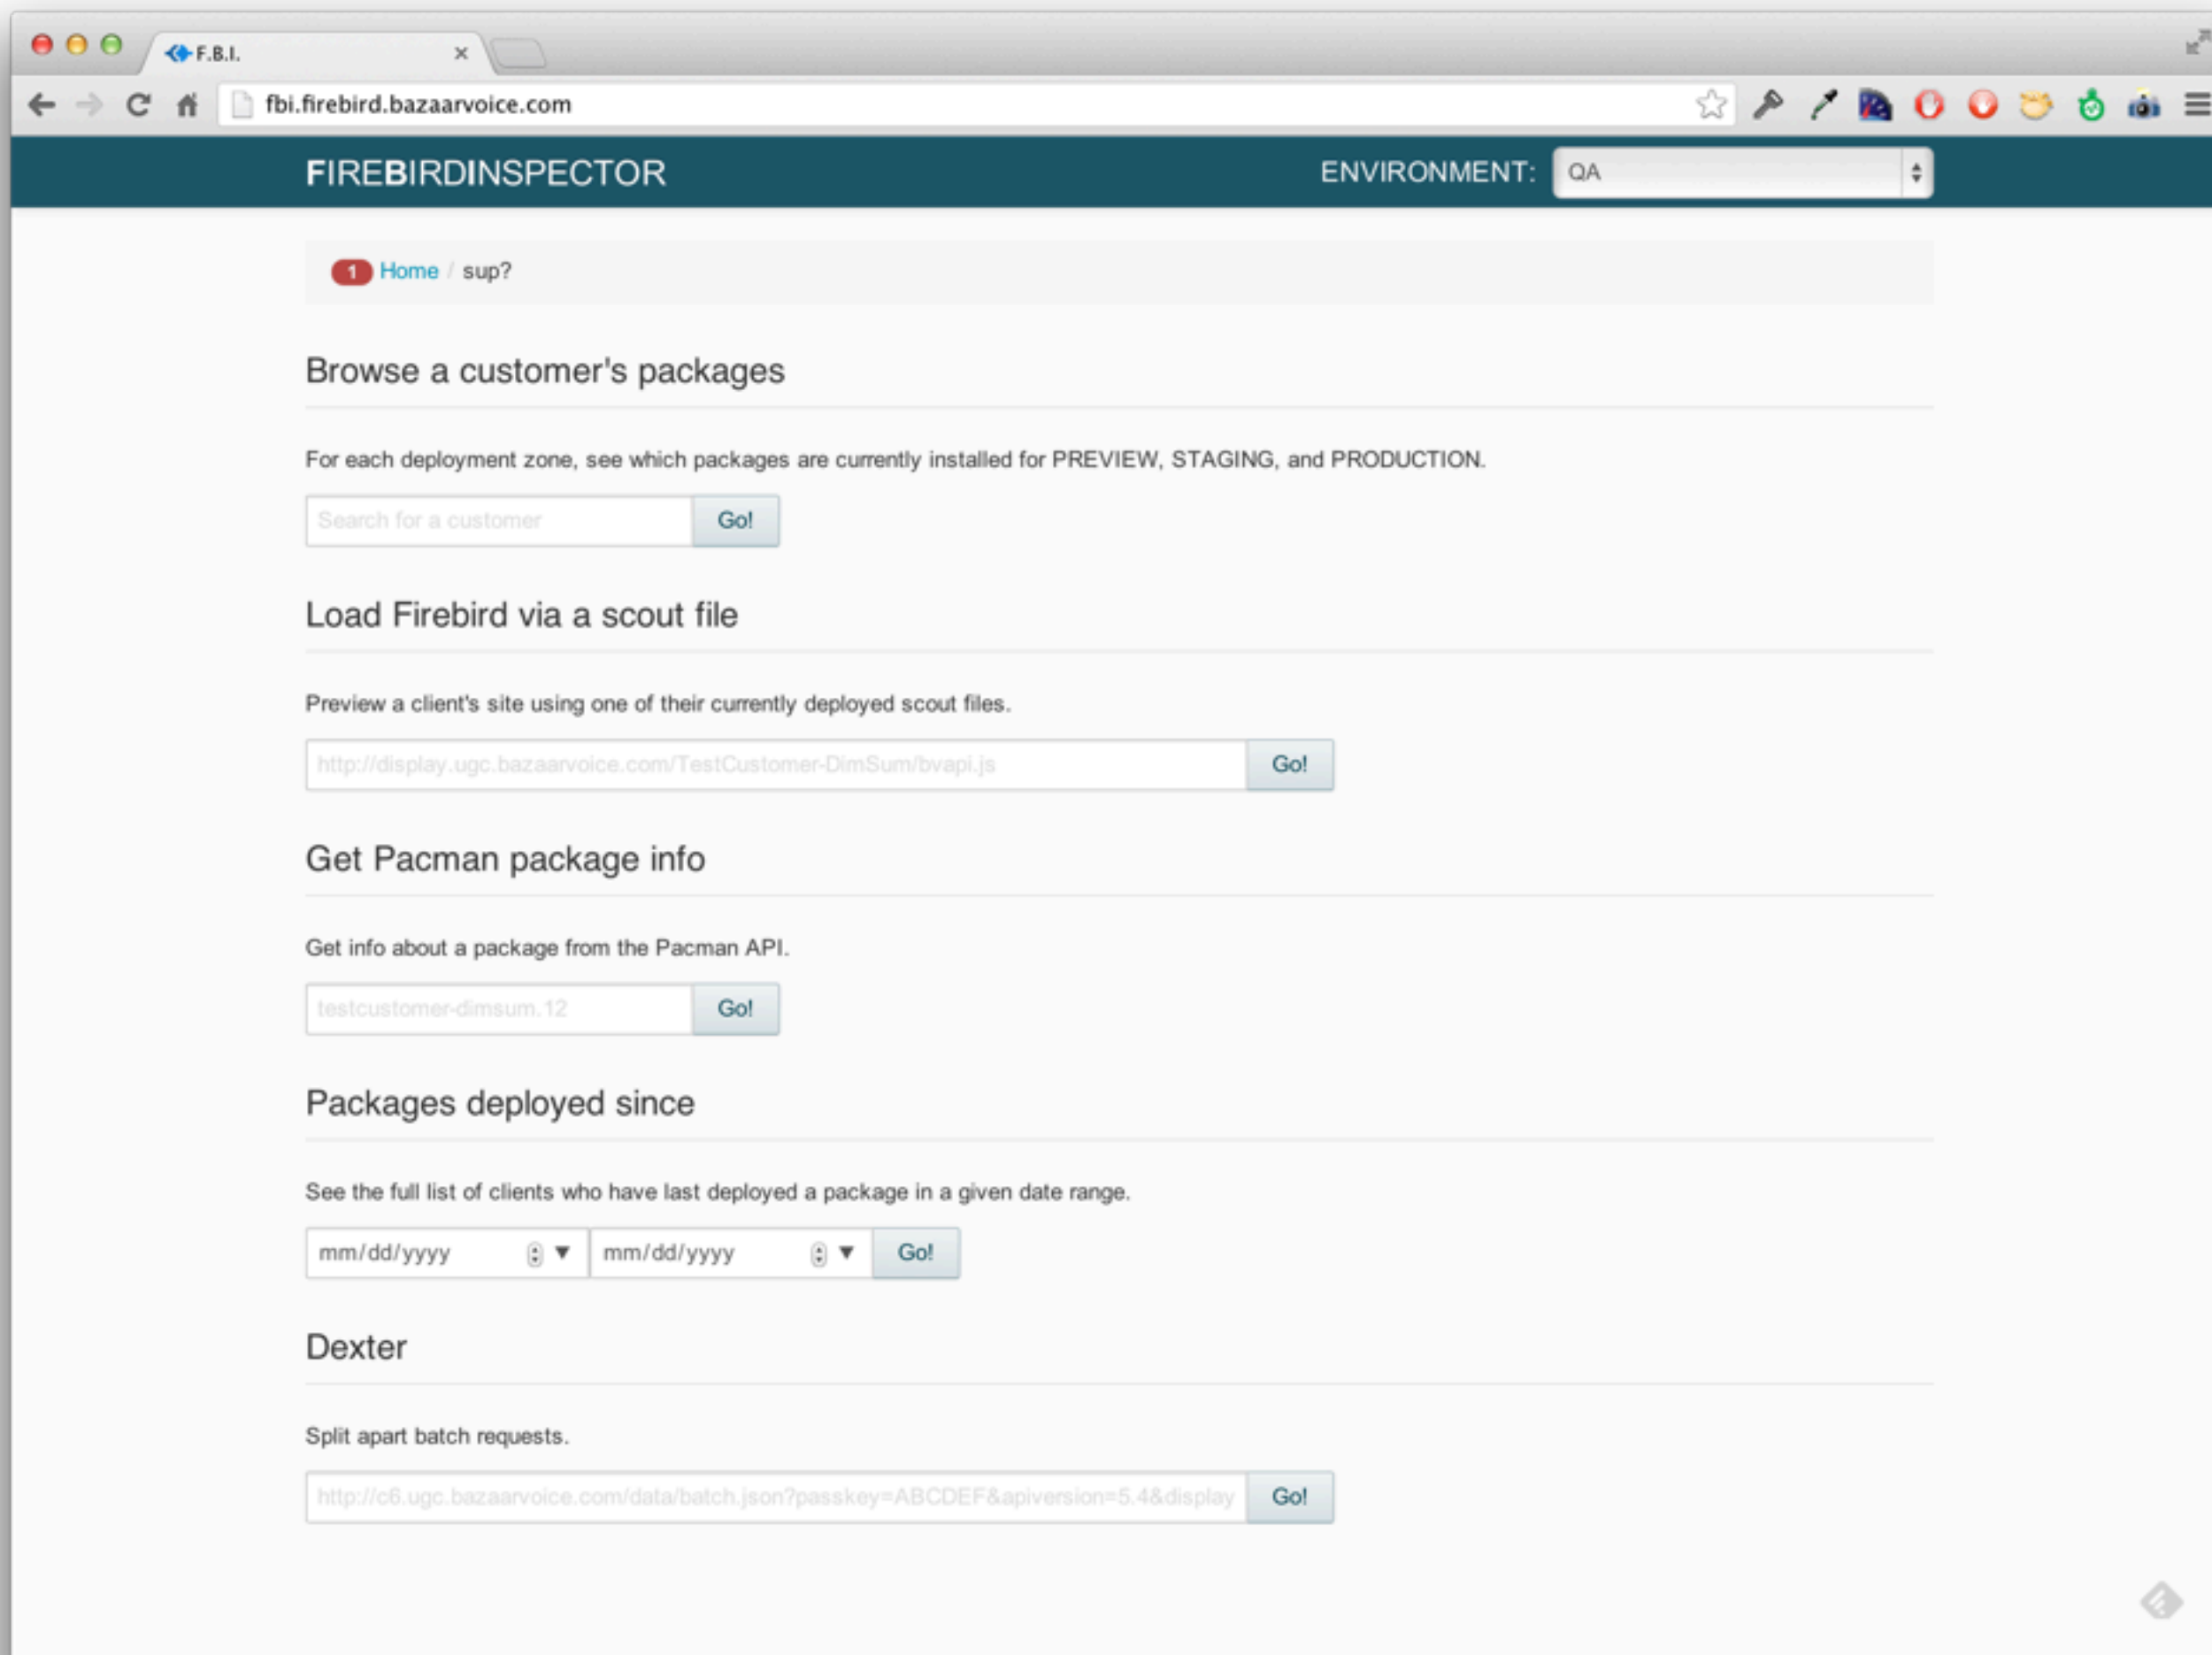 F.B.I.
fbi.firebird.bazaarvoice.com
FIREBIRDINSPECTOR
ENVIRONMENT: QA
1 Home / sup?
Browse a customer's packages
For each deployment zone, see which packages are currently installed for PREVIEW, STAGING, and PRODUCTION.
Search for a customer Go!
Load Firebird via a scout file
Preview a client's site using one of their currently deployed scout files.
http://display.ugc.bazaarvoice.com/TestCustomer-DimSum/bvapi.js Go!
Get Pacman package info
Get info about a package from the Pacman API.
testcustomer-dimsum.12 Go!
Packages deployed since
See the full list of clients who have last deployed a package in a given date range.
mm/dd/yyyy mm/dd/yyyy Go!
Dexter
Split apart batch requests.
http://c6.ugc.bazaarvoice.com/data/batch.json?passkey=ABCDEF&apiversion=5.4&display Go!